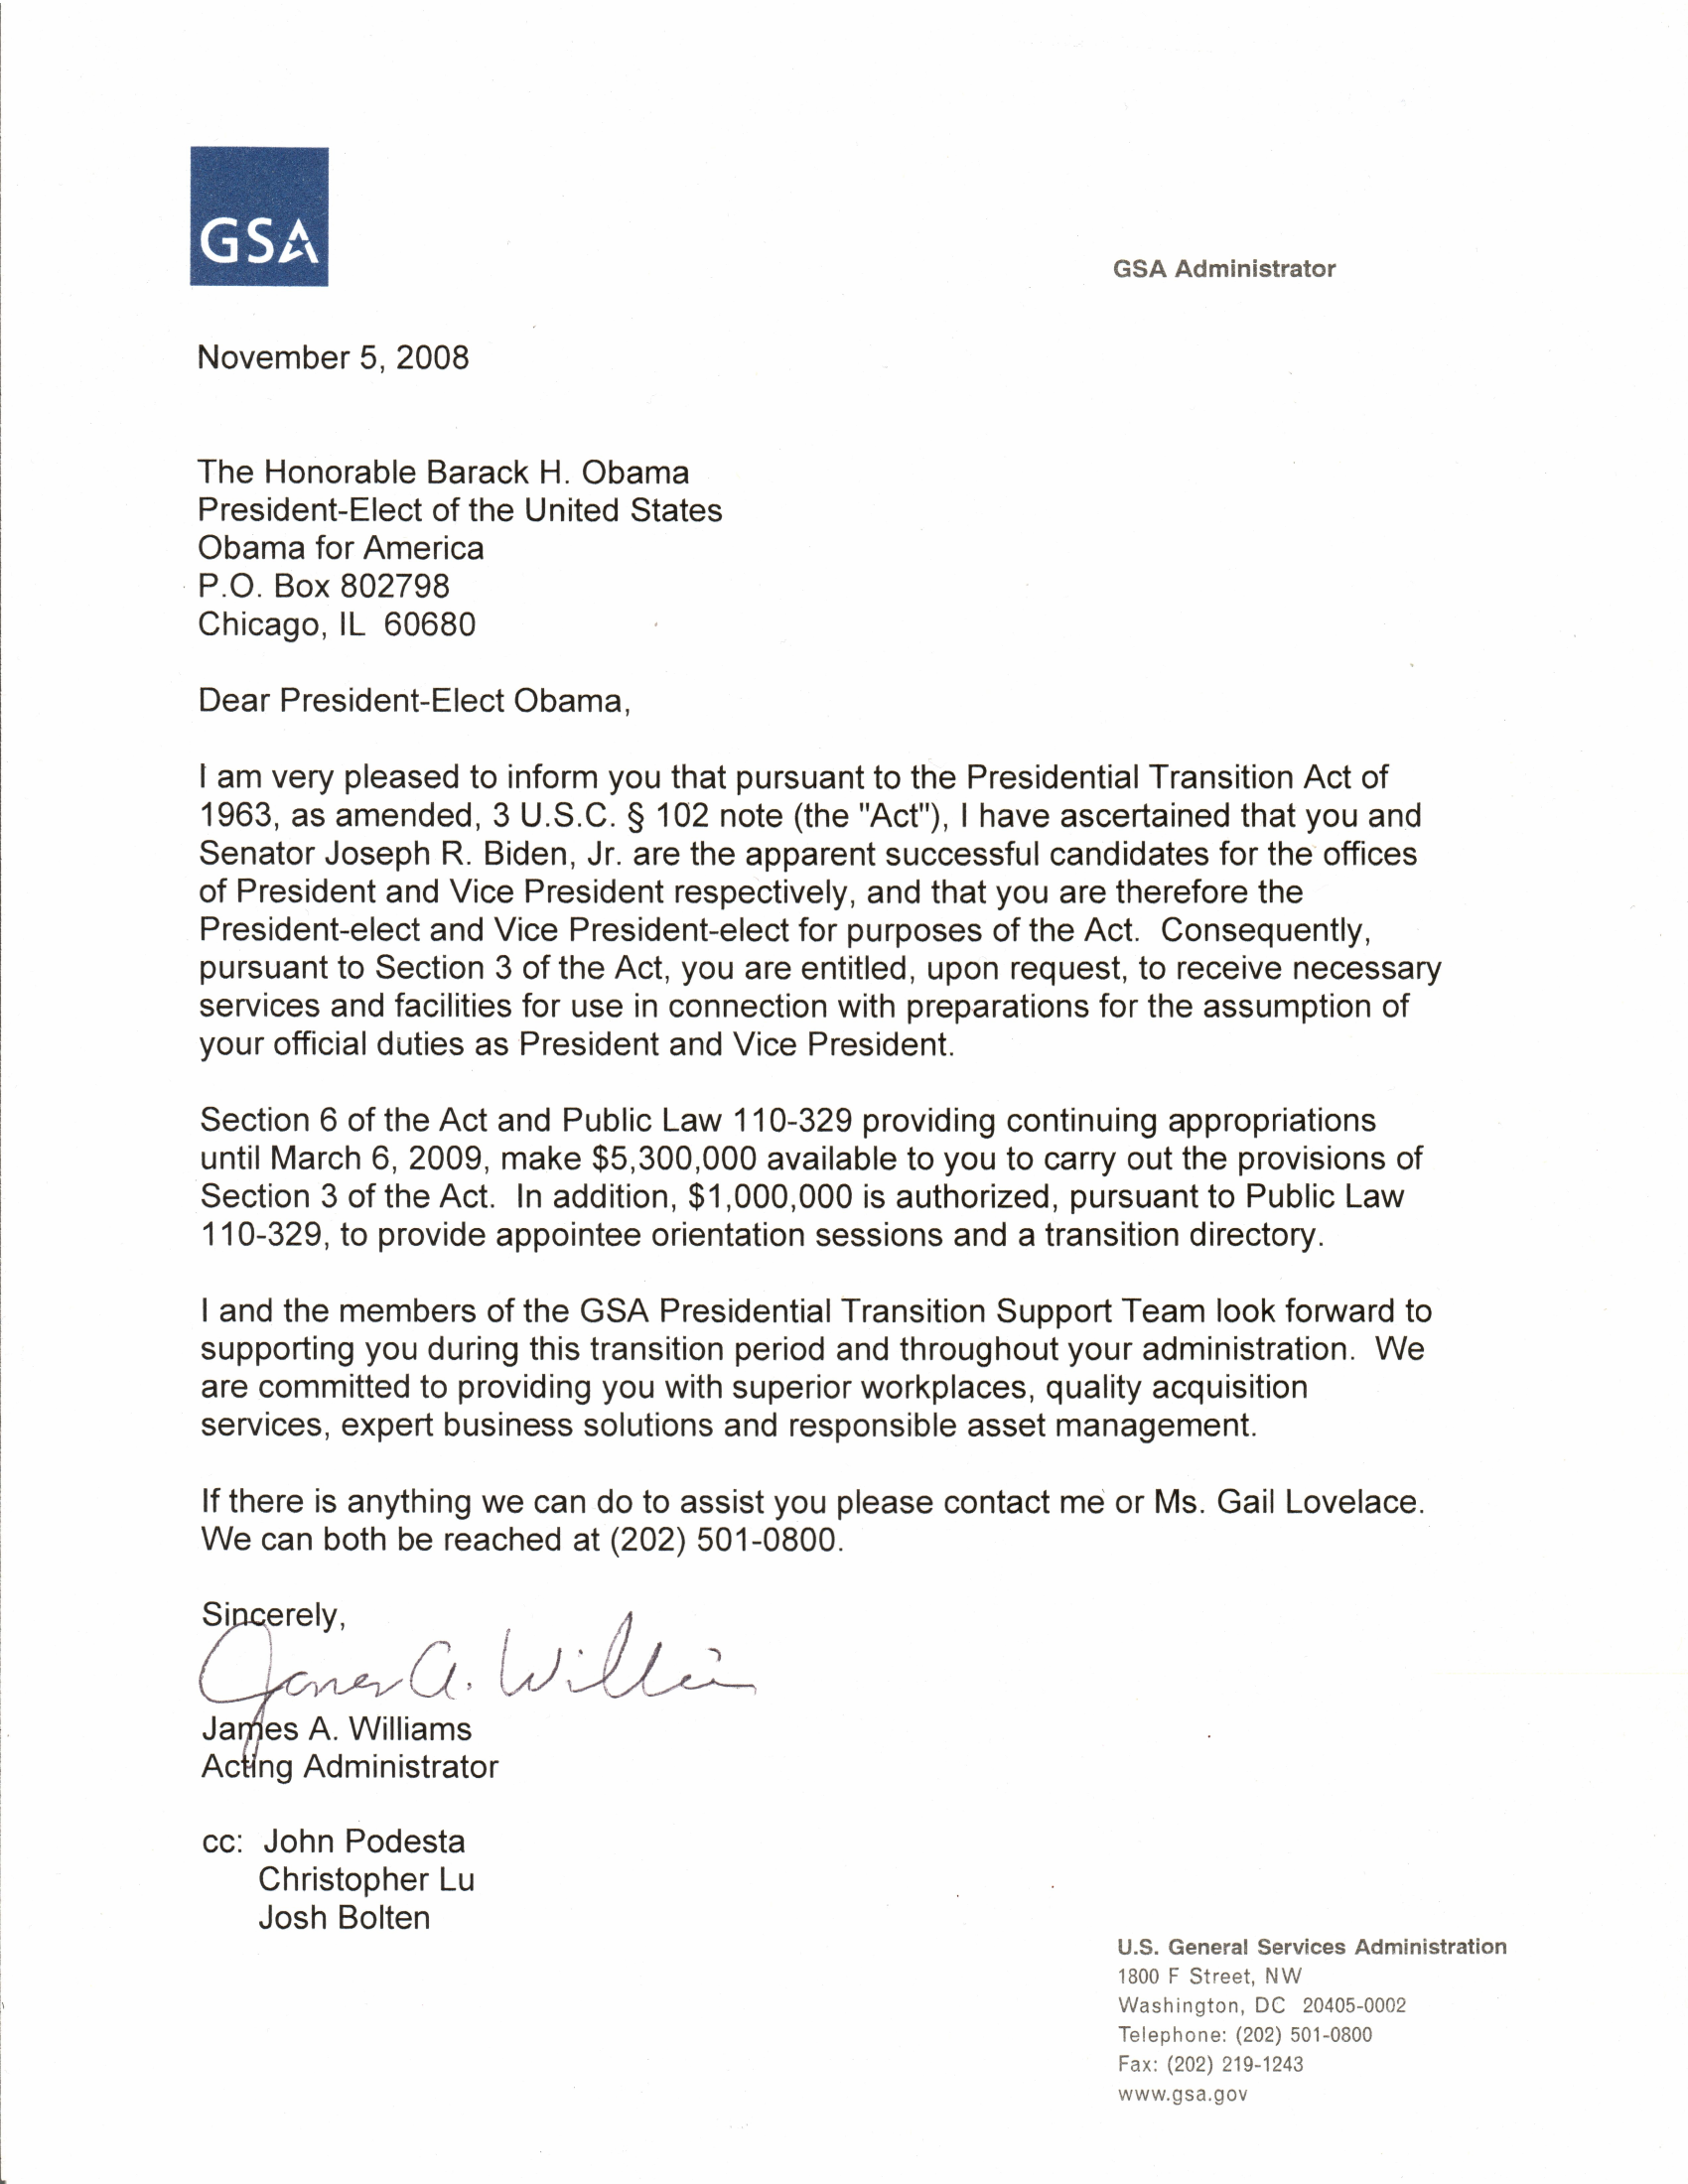 GSA
GSA Administrator
November 5, 2008
The Honorable Barack H. Obama
President-Elect of the United States
Obama for America
P.O. Box 802798
Chicago, IL  60680
Dear President-Elect Obama,
I am very pleased to inform you that pursuant to the Presidential Transition Act of
1963, as amended, 3 U.S.C. § 102 note (the "Act"), I have ascertained that you and
Senator Joseph R. Biden, Jr. are the apparent successful candidates for the offices
of President and Vice President respectively, and that you are therefore the
President-elect and Vice President-elect for purposes of the Act.  Consequently,
pursuant to Section 3 of the Act, you are entitled, upon request, to receive necessary
services and facilities for use in connection with preparations for the assumption of
your official duties as President and Vice President.
Section 6 of the Act and Public Law 110-329 providing continuing appropriations
until March 6, 2009, make $5,300,000 available to you to carry out the provisions of
Section 3 of the Act.  In addition, $1,000,000 is authorized, pursuant to Public Law
110-329, to provide appointee orientation sessions and a transition directory.
I and the members of the GSA Presidential Transition Support Team look forward to
supporting you during this transition period and throughout your administration.  We
are committed to providing you with superior workplaces, quality acquisition
services, expert business solutions and responsible asset management.
If there is anything we can do to assist you please contact me or Ms. Gail Lovelace.
We can both be reached at (202) 501-0800.
Sincerely,
James A. Williams
James A. Williams
Acting Administrator
cc:  John Podesta
Christopher Lu
Josh Bolten
U.S. General Services Administration
1800 F Street, NW
Washington, DC  20405-0002
Telephone: (202) 501-0800
Fax: (202) 219-1243
www.gsa.gov